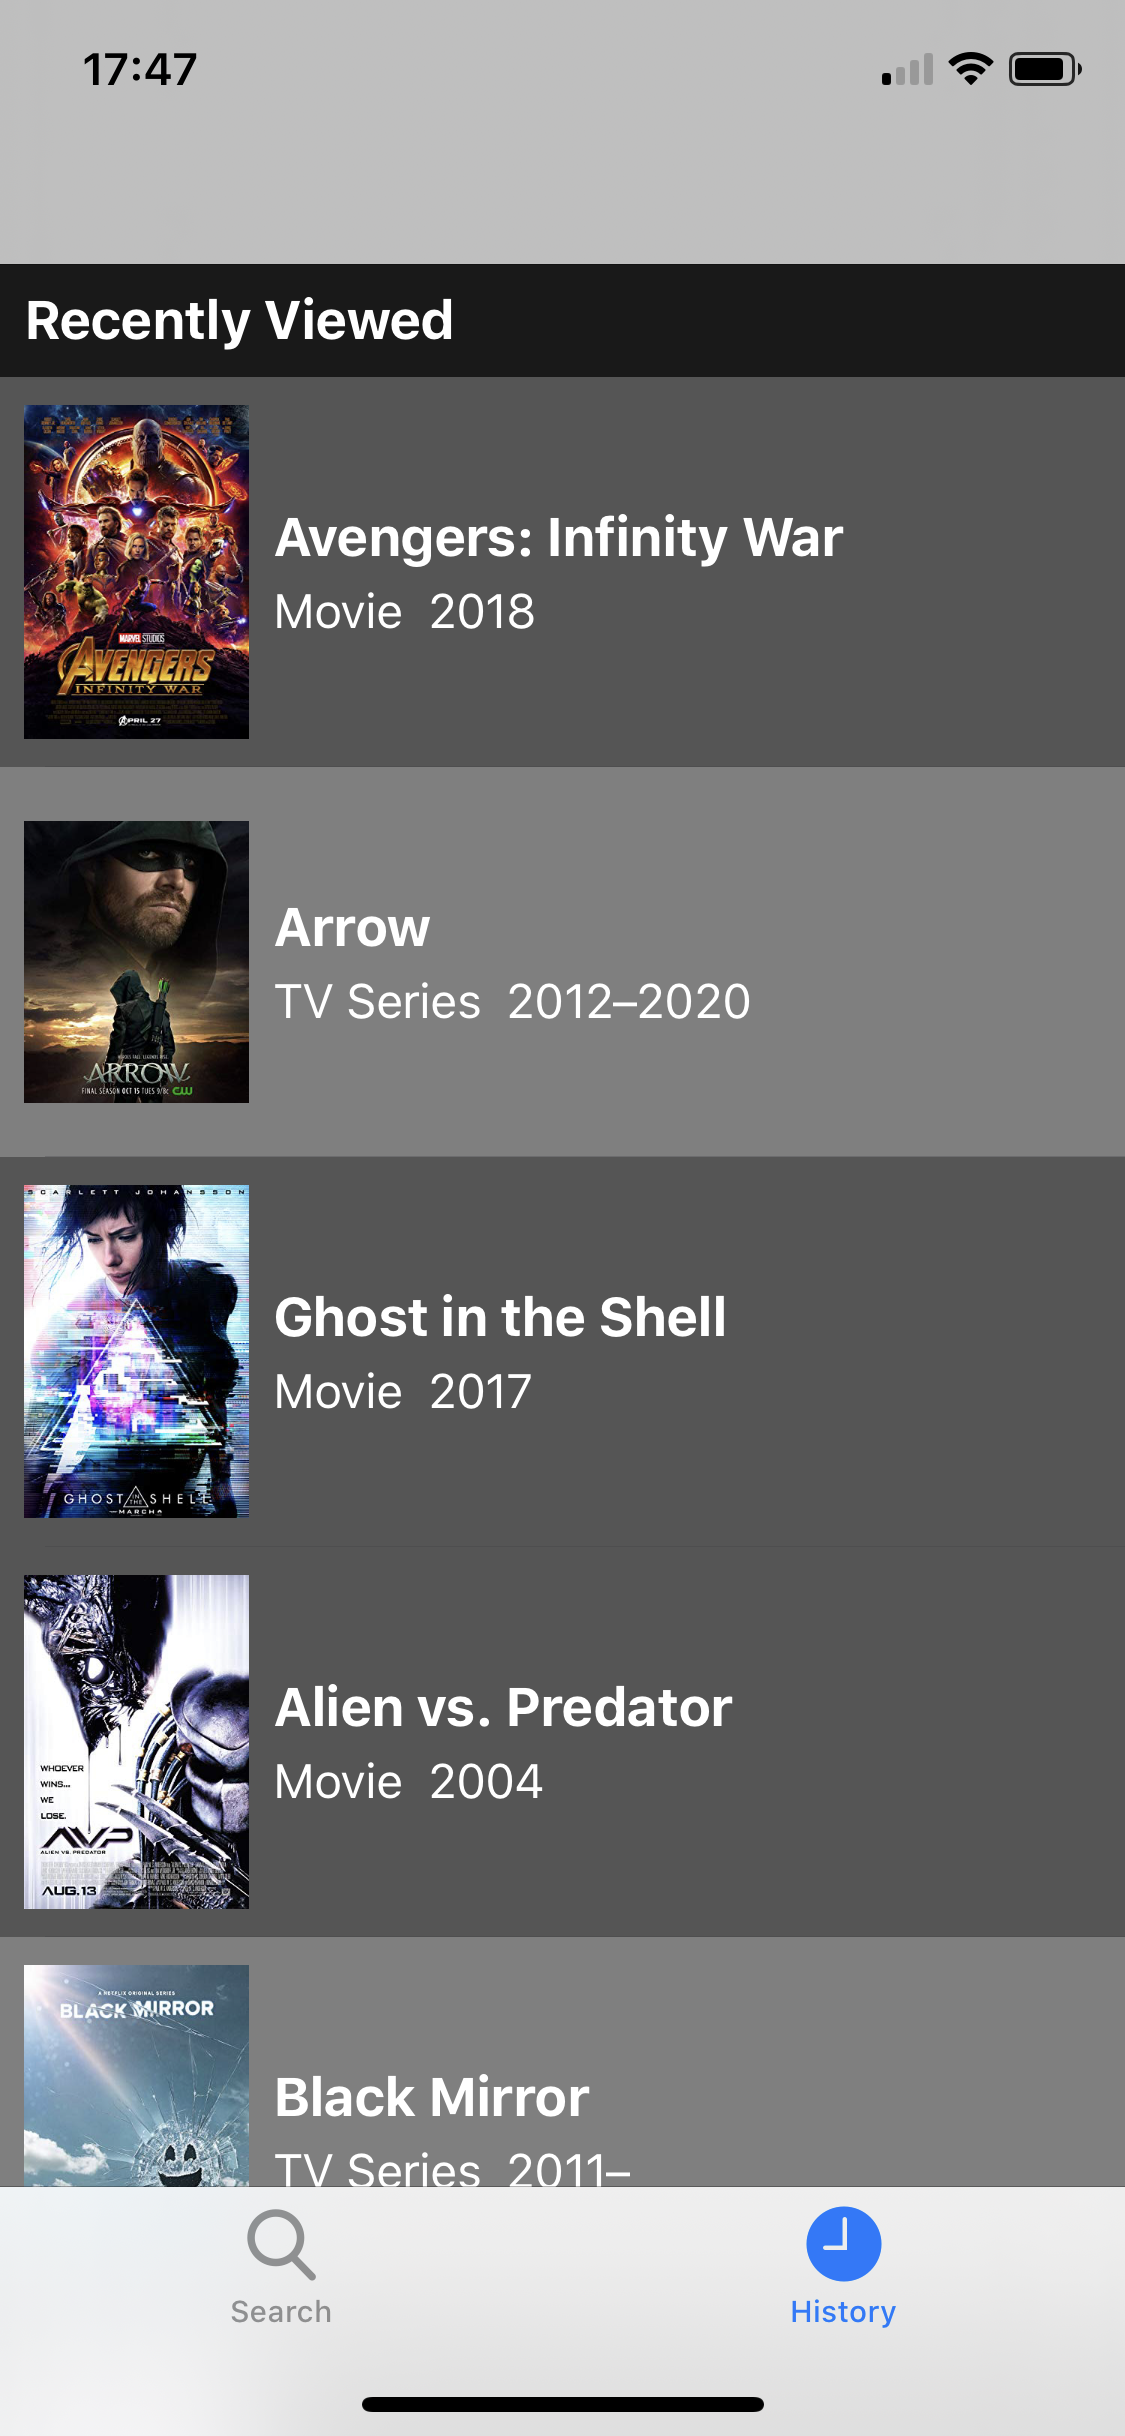 17:47
Recently Viewed
MARVEL STUDIOS
AVENGERS
INFINITY WAR
APRIL 27
Avengers: Infinity War
Movie 2018
ARROW
FINAL SEASON OCT 15 TUES 9/8c CW
Arrow
TV Series 2012–2020
SCARLETT JOHANSSON
GHOST IN THE SHELL
Ghost in the Shell
Movie 2017
WHOEVER
WINS...
WE
LOSE.
AVP
ALIEN VS. PREDATOR
AUG.13
Alien vs. Predator
Movie 2004
A NETFLIX ORIGINAL SERIES
BLACK MIRROR
Black Mirror
TV Series 2011–
Search
History